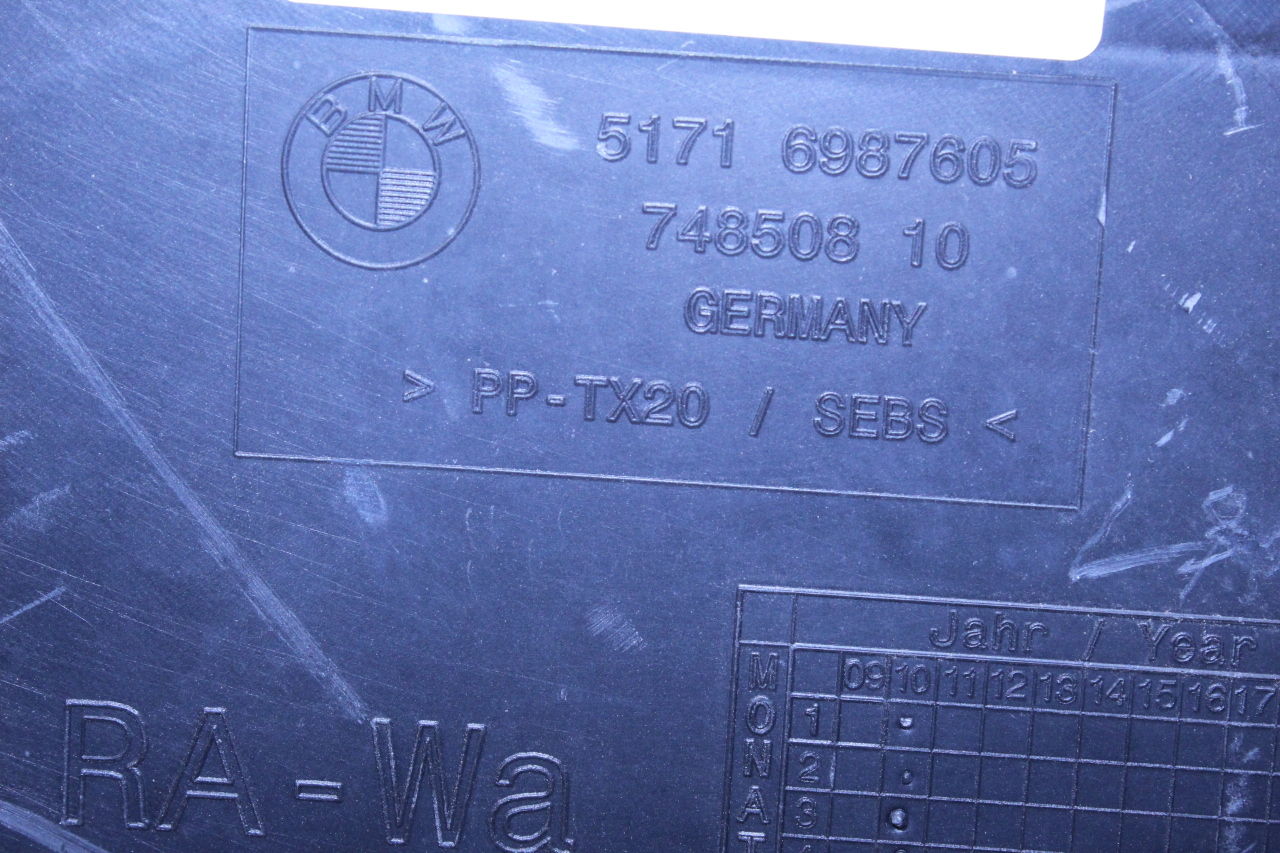 BMW
5171 6987605
748508 10
GERMANY
> PP-TX20 / SEBS <
Jahr / Year
09 10 11 12 13 14 15 16 17
MONAT
1
2
3
RA-Wa